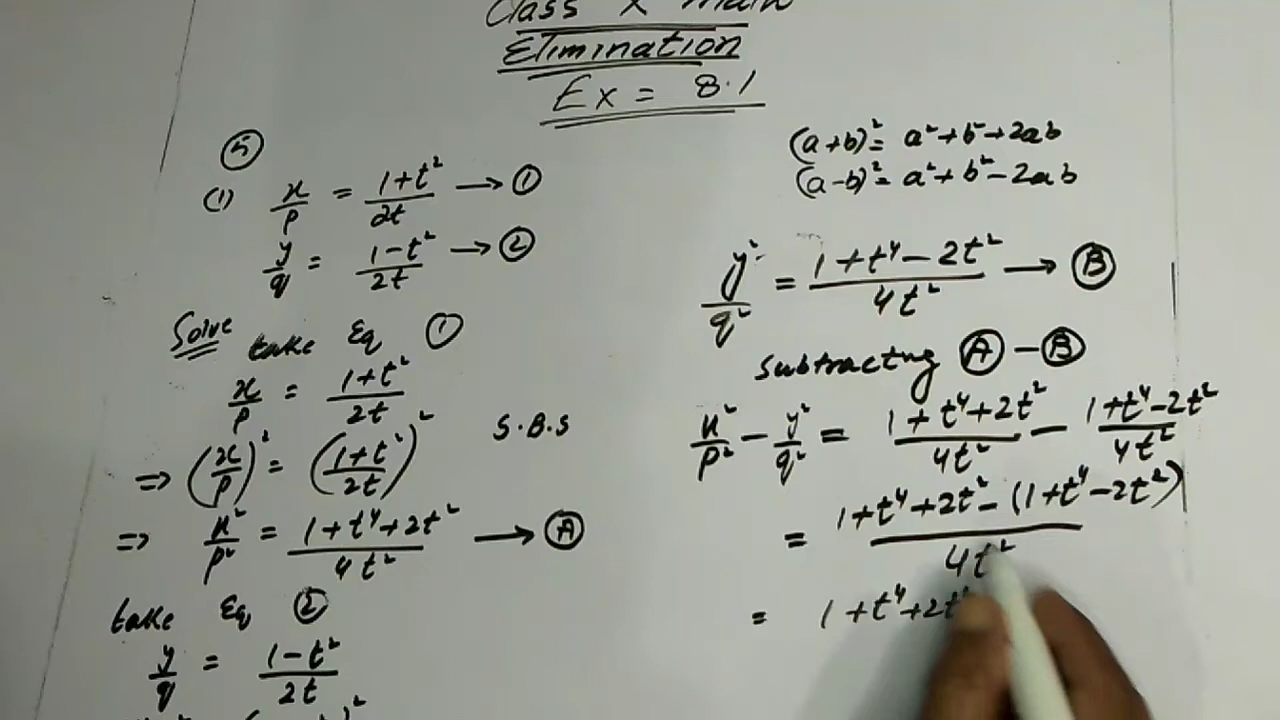 Class X Math
Elimination
Ex = 8.1
⑤
(1) x/p = (1+t²)/2t → ①
y/q = (1-t²)/2t → ②
Solve take Eq ①
x/p = (1+t²)/2t
⇒ (x/p)² = ((1+t²)/2t)² S.B.S
⇒ x²/p² = (1+t⁴+2t²)/4t² → Ⓐ
take Eq ②
y/q = (1-t²)/2t
(a+b)² = a²+b²+2ab
(a-b)² = a²+b²-2ab
y²/q² = (1+t⁴-2t²)/4t² → Ⓑ
subtracting Ⓐ - Ⓑ
x²/p² - y²/q² = (1+t⁴+2t²)/4t² - (1+t⁴-2t²)/4t²
= (1+t⁴+2t²-(1+t⁴-2t²))/4t²
= 1+t⁴+2t